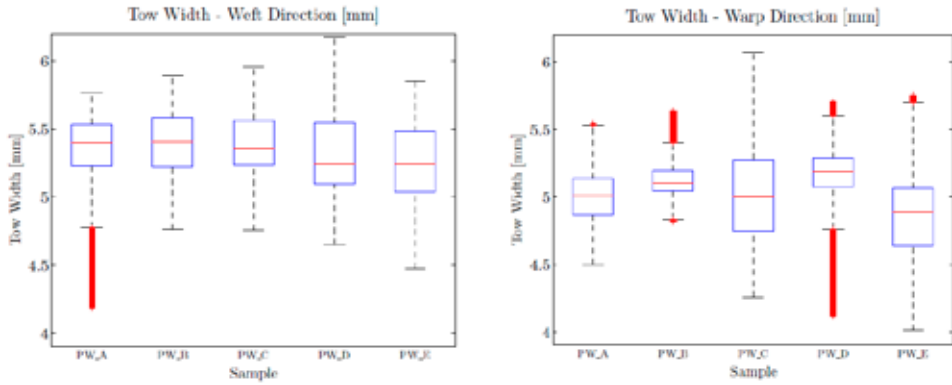 Tow Width - Weft Direction [mm]
Tow Width [mm]
6
5.5
5
4.5
4
PW_A PW_B PW_C PW_D PW_E
Sample
Tow Width - Warp Direction [mm]
Tow Width [mm]
6
5.5
5
4.5
4
PW_A PW_B PW_C PW_D PW_E
Sample